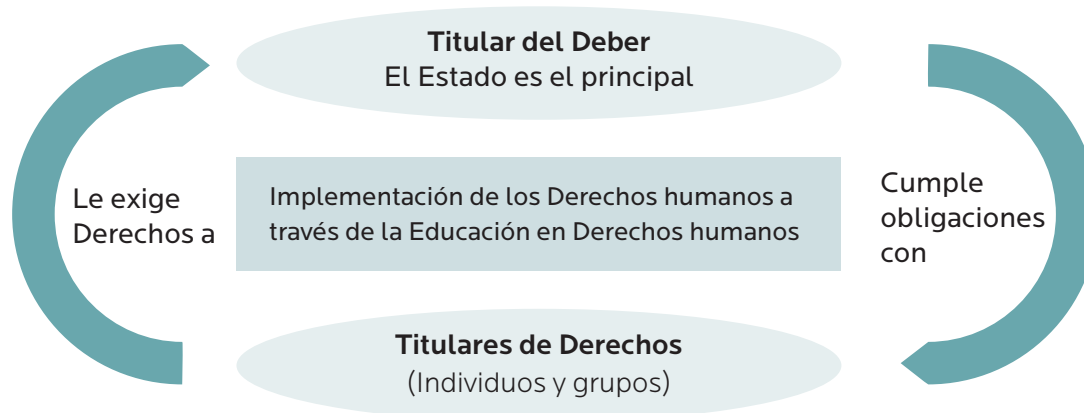 Titular del Deber
El Estado es el principal
Le exige
Derechos a
Implementación de los Derechos humanos a
través de la Educación en Derechos humanos
Cumple
obligaciones
con
Titulares de Derechos
(Individuos y grupos)